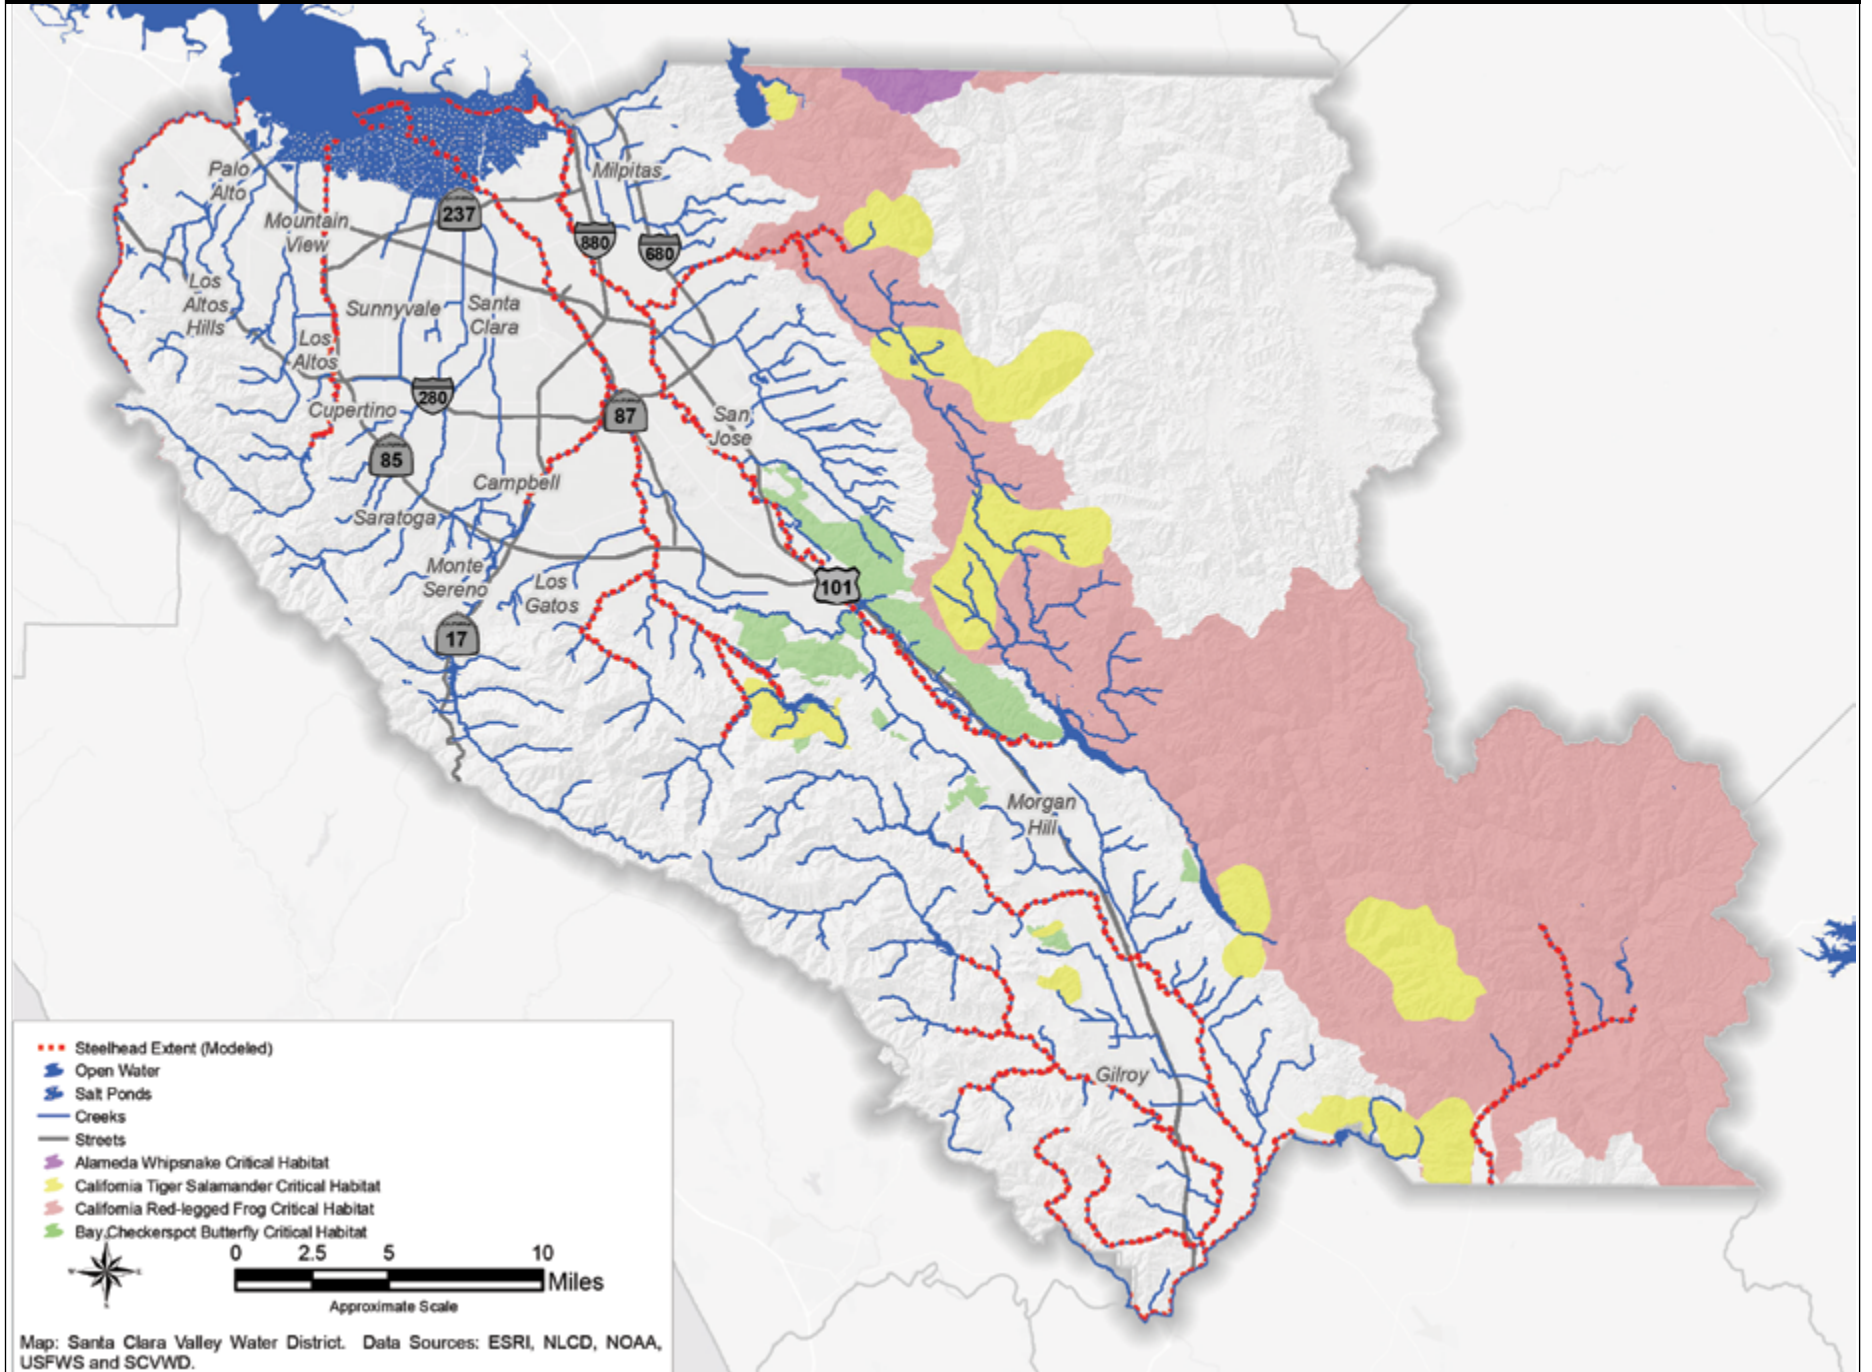 Palo
Alto
Milpitas
Mountain
View
237
880
680
Los
Altos
Hills
Sunnyvale
Santa
Clara
Los
Altos
280
Cupertino
87
San
Jose
85
Campbell
Saratoga
Monte
Sereno
Los
Gatos
101
17
Morgan
Hill
Gilroy
Steelhead Extent (Modeled)
Open Water
Salt Ponds
Creeks
Streets
Alameda Whipsnake Critical Habitat
California Tiger Salamander Critical Habitat
California Red-legged Frog Critical Habitat
Bay Checkerspot Butterfly Critical Habitat
0 2.5 5 10
Miles
Approximate Scale
Map: Santa Clara Valley Water District. Data Sources: ESRI, NLCD, NOAA,
USFWS and SCVWD.